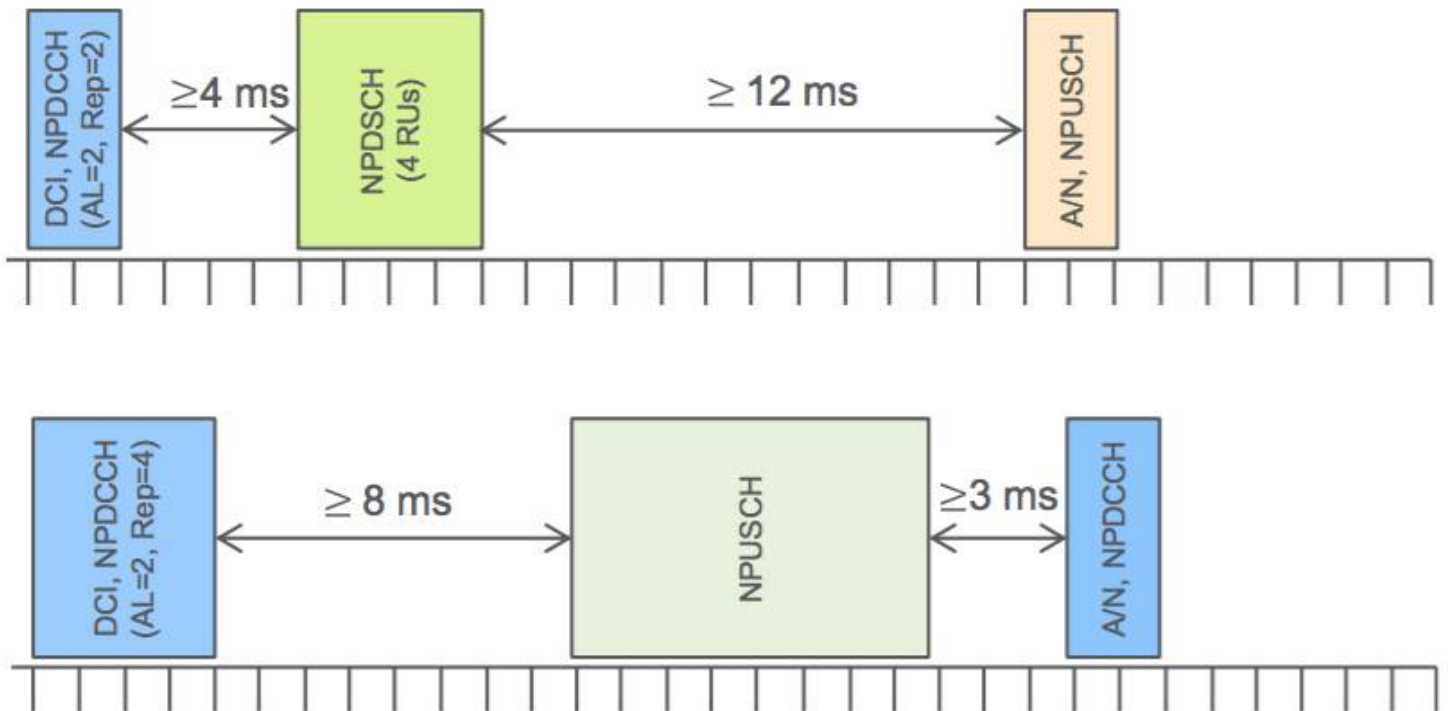 DCI, NPDCCH
(AL=2, Rep=2)
≥4 ms
NPDSCH
(4 RUs)
≥ 12 ms
A/N, NPUSCH
DCI, NPDCCH
(AL=2, Rep=4)
≥ 8 ms
NPUSCH
≥3 ms
A/N, NPDCCH